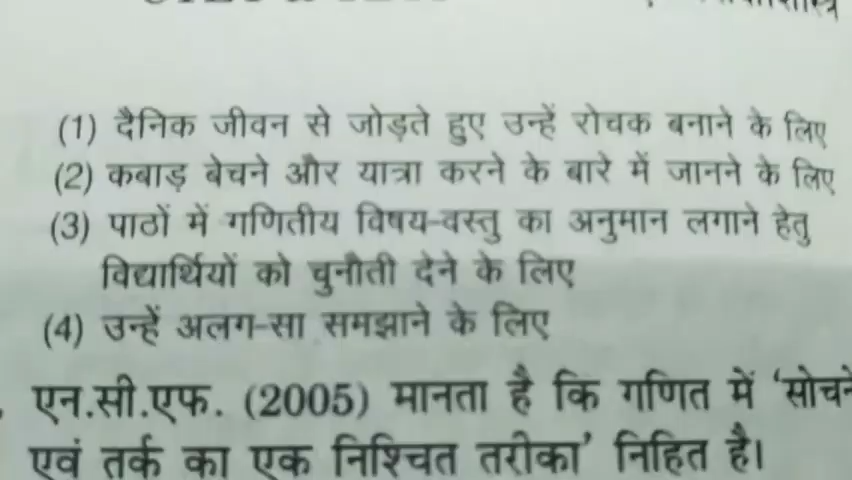 (1) दैनिक जीवन से जोड़ते हुए उन्हें रोचक बनाने के लिए
(2) कबाड़ बेचने और यात्रा करने के बारे में जानने के लिए
(3) पाठों में गणितीय विषय-वस्तु का अनुमान लगाने हेतु
विद्यार्थियों को चुनौती देने के लिए
(4) उन्हें अलग-सा समझाने के लिए
एन.सी.एफ. (2005) मानता है कि गणित में ‘सोचने
एवं तर्क का एक निश्चित तरीका’ निहित है।